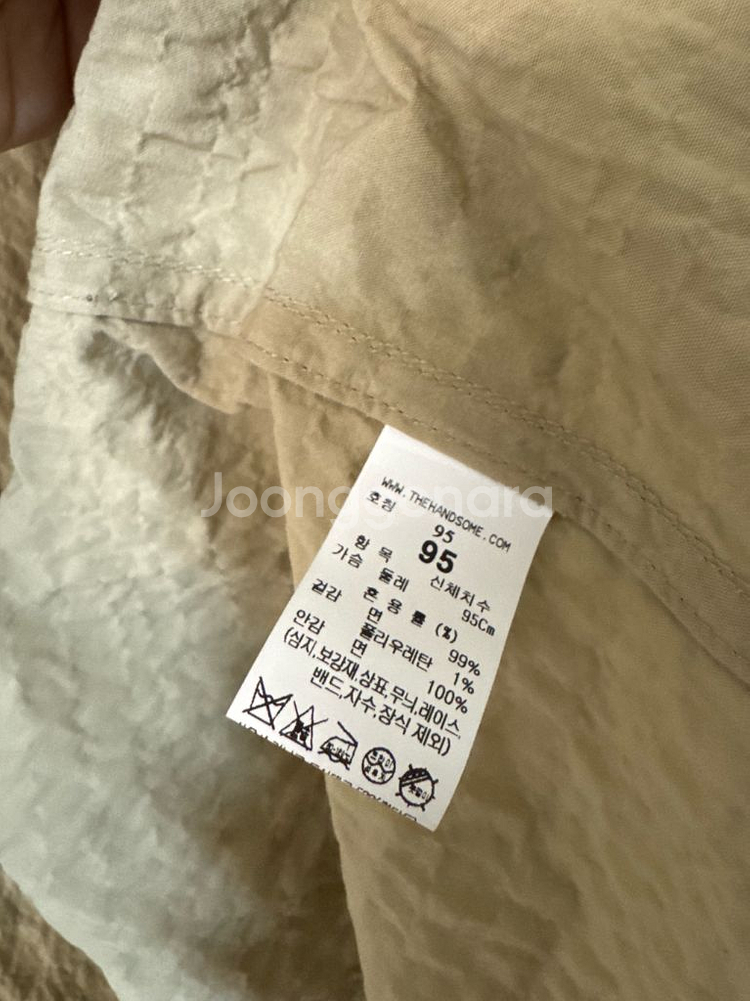 Joonggonara
WWW.THEHANDSOME.COM
호칭 95
95
항 목 신체치수
가슴 둘레 95Cm
혼 용 률 (%)
겉감 면 99%
폴리우레탄 1%
안감 면 100%
(심지,보강재,상표,무늬,레이스,
밴드,자수,장식 제외)